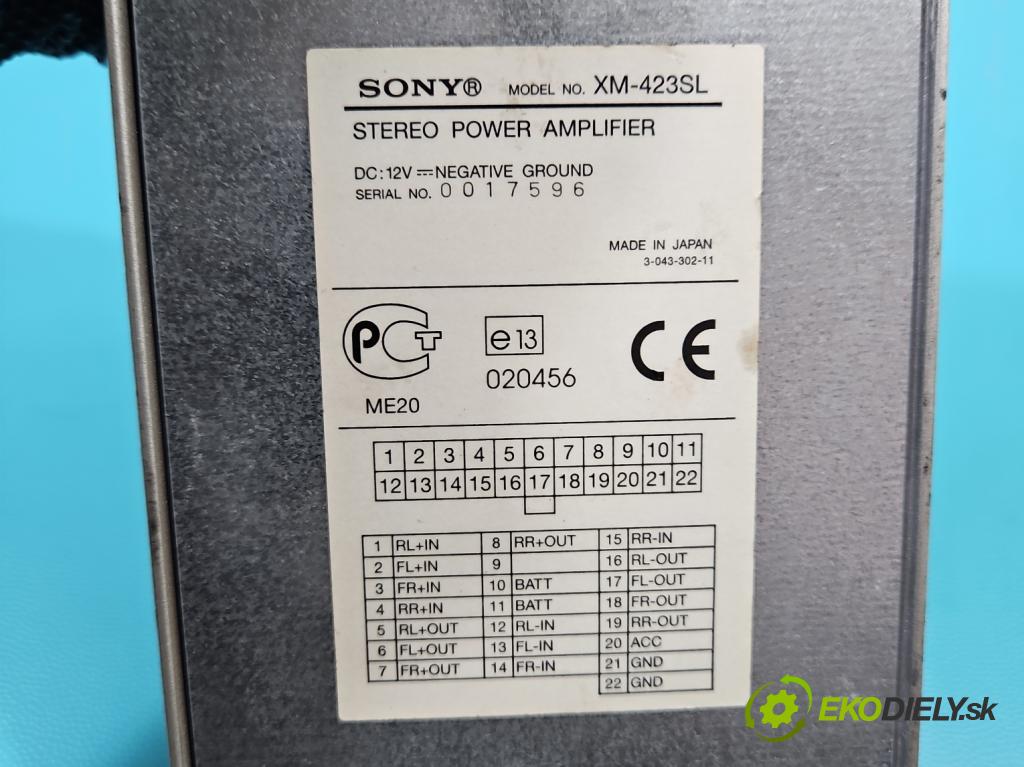 SONY® MODEL NO. XM-423SL
STEREO POWER AMPLIFIER
DC:12V ⎓ NEGATIVE GROUND
SERIAL NO. 0017596
MADE IN JAPAN
3-043-302-11
PCT e13 CE
020456
ME20
1 2 3 4 5 6 7 8 9 10 11
12 13 14 15 16 17 18 19 20 21 22
1 RL+IN
2 FL+IN
3 FR+IN
4 RR+IN
5 RL+OUT
6 FL+OUT
7 FR+OUT
8 RR+OUT
9
10 BATT
11 BATT
12 RL-IN
13 FL-IN
14 FR-IN
15 RR-IN
16 RL-OUT
17 FL-OUT
18 FR-OUT
19 RR-OUT
20 ACC
21 GND
22 GND
EKODIELY.sk